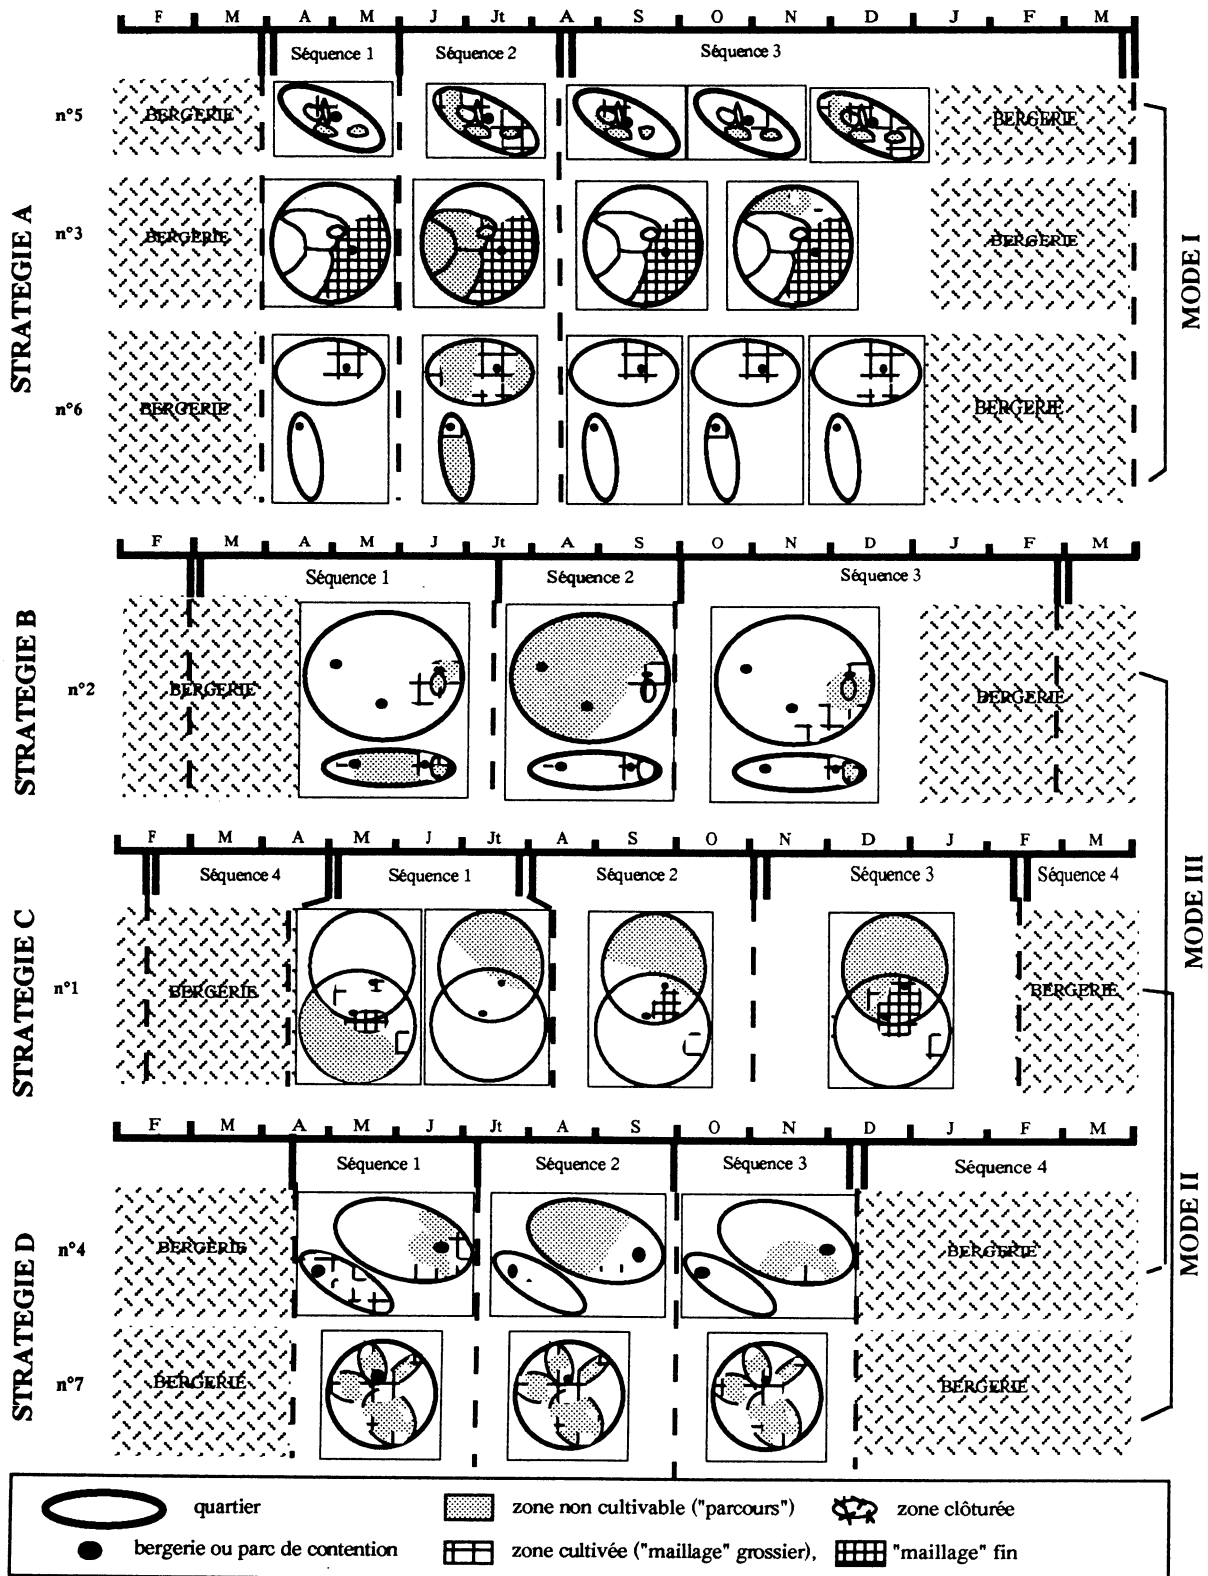 F M A M J Jt A S O N D J F M
Séquence 1 Séquence 2 Séquence 3
STRATEGIE A
n°5 BERGERIE BERGERIE
n°3 BERGERIE BERGERIE
n°6 BERGERIE BERGERIE
MODE I
F M A M J Jt A S O N D J F M
Séquence 1 Séquence 2 Séquence 3
STRATEGIE B
n°2 BERGERIE BERGERIE
F M A M J Jt A S O N D J F M
Séquence 4 Séquence 1 Séquence 2 Séquence 3 Séquence 4
STRATEGIE C
n°1 BERGERIE BERGERIE
MODE III
F M A M J Jt A S O N D J F M
Séquence 1 Séquence 2 Séquence 3 Séquence 4
STRATEGIE D
n°4 BERGERIE BERGERIE
n°7 BERGERIE BERGERIE
MODE II
quartier zone non cultivable ("parcours") zone clôturée
bergerie ou parc de contention zone cultivée ("maillage" grossier), "maillage" fin